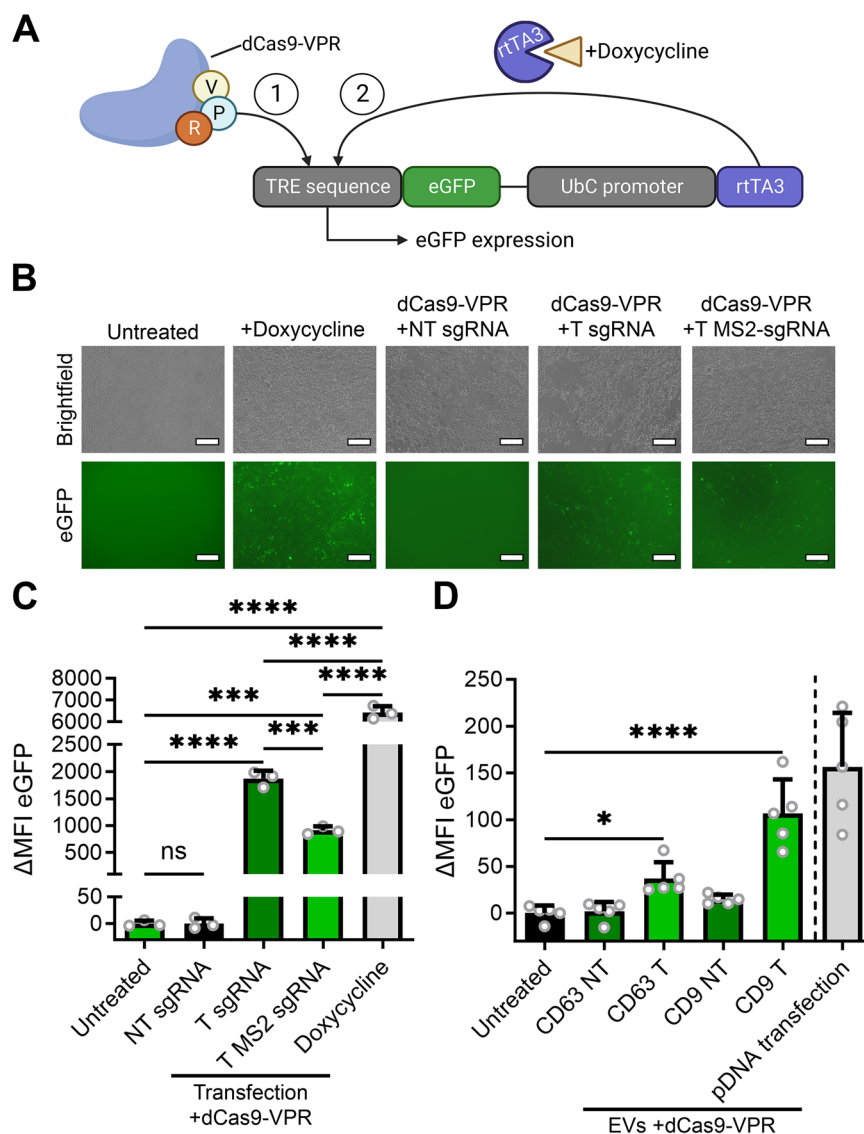 A
dCas9-VPR
V
P
R
1
2
rtTA3
+Doxycycline
TRE sequence
eGFP
UbC promoter
rtTA3
eGFP expression
B
Untreated
+Doxycycline
dCas9-VPR
+NT sgRNA
dCas9-VPR
+T sgRNA
dCas9-VPR
+T MS2-sgRNA
Brightfield
eGFP
C
ΔMFI eGFP
8000
7000
6000
2500
2000
1500
1000
500
50
0
****
****
****
***
***
****
ns
Untreated
NT sgRNA
T sgRNA
T MS2 sgRNA
Doxycycline
Transfection
+dCas9-VPR
D
ΔMFI eGFP
250
200
150
100
50
0
****
*
Untreated
CD63 NT
CD63 T
CD9 NT
CD9 T
pDNA transfection
EVs +dCas9-VPR